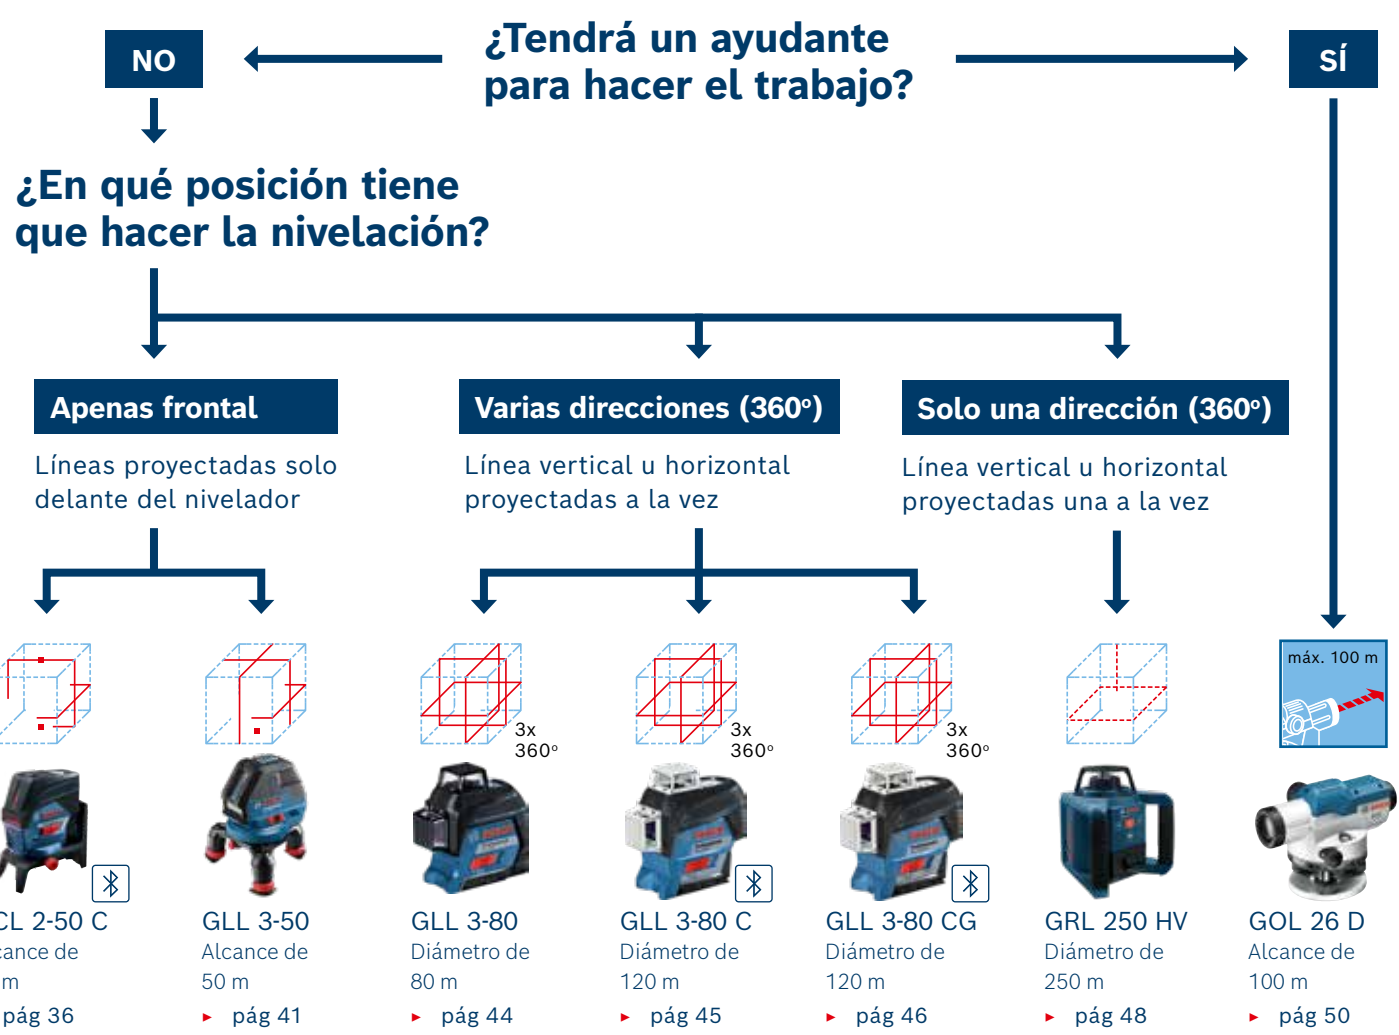 ¿Tendrá un ayudante
para hacer el trabajo?
NO
SÍ
¿En qué posición tiene
que hacer la nivelación?
Apenas frontal
Líneas proyectadas solo
delante del nivelador
Varias direcciones (360º)
Línea vertical u horizontal
proyectadas a la vez
Solo una dirección (360º)
Línea vertical u horizontal
proyectadas una a la vez
3x
360º
3x
360º
3x
360º
máx. 100 m
CL 2-50 C
cance de
m
pág 36
GLL 3-50
Alcance de
50 m
► pág 41
GLL 3-80
Diámetro de
80 m
► pág 44
GLL 3-80 C
Diámetro de
120 m
► pág 45
GLL 3-80 CG
Diámetro de
120 m
► pág 46
GRL 250 HV
Diámetro de
250 m
► pág 48
GOL 26 D
Alcance de
100 m
► pág 50